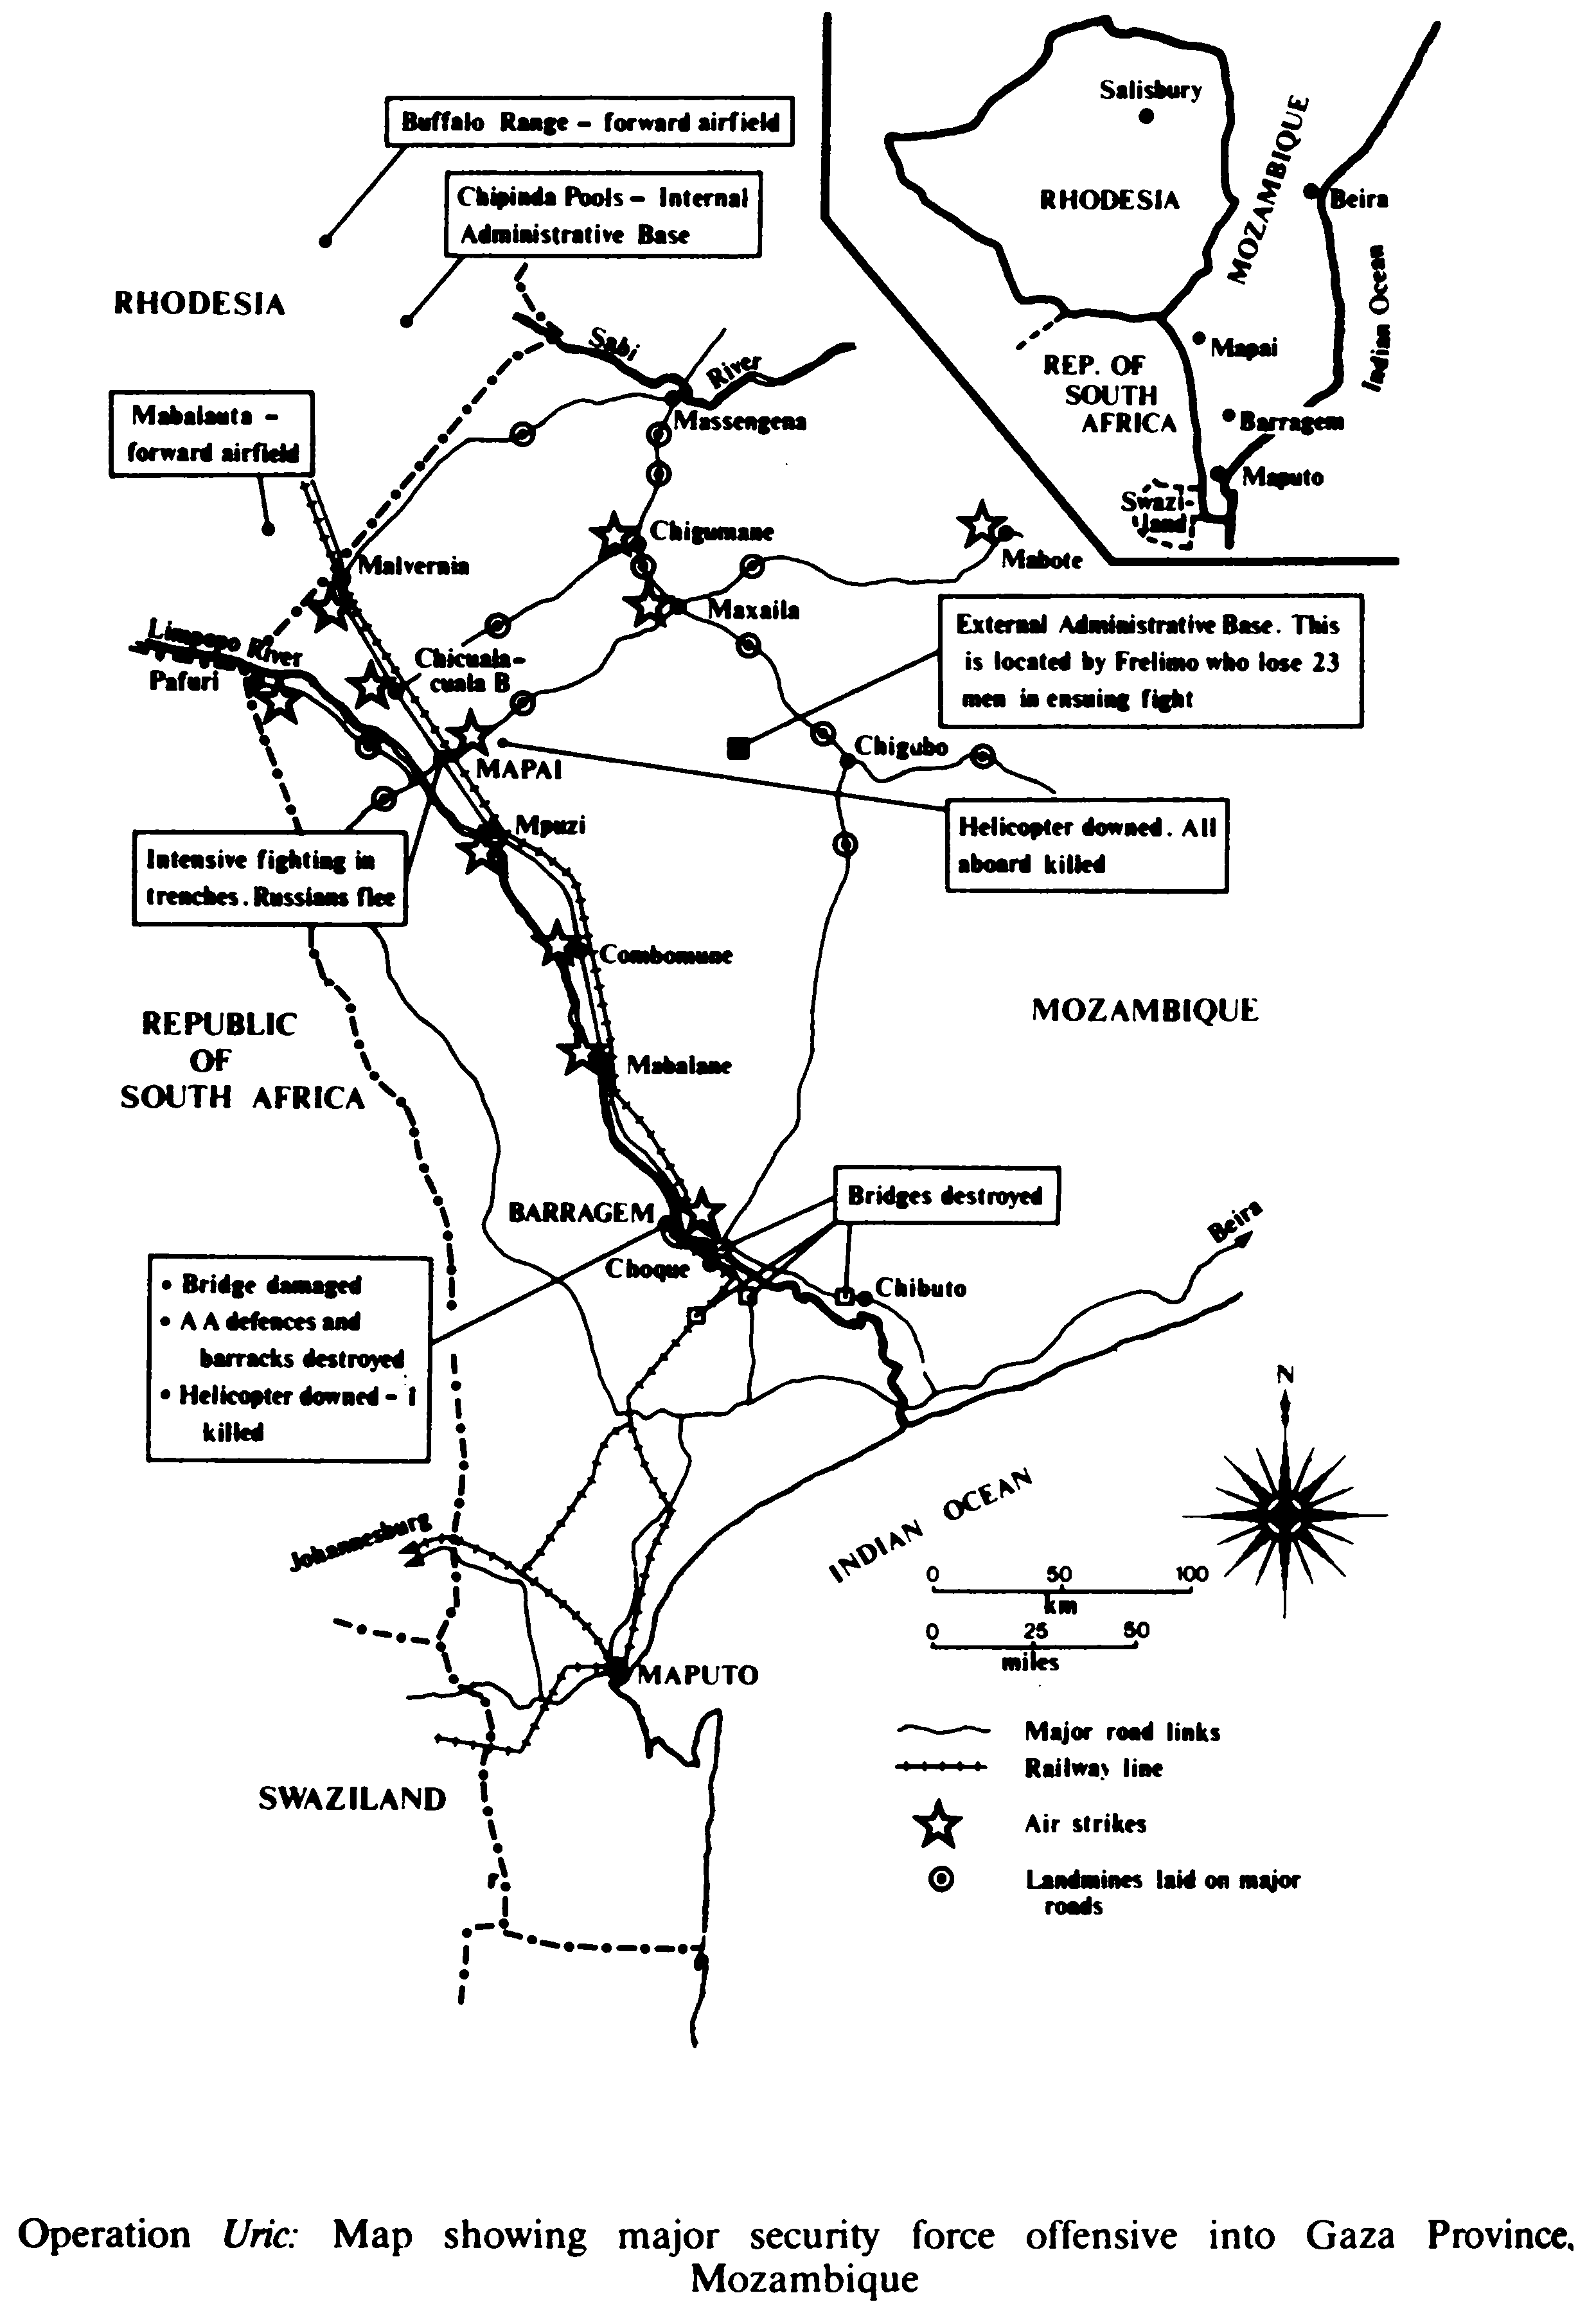 Salisbury
RHODESIA
MOZAMBIQUE
Beira
Indian Ocean
Mapai
REP. OF
SOUTH
AFRICA
Barragem
Maputo
Swazi-
land
Buffalo Range – forward airfield
Chipinda Pools – Internal
Administrative Base
RHODESIA
Sabi
River
Massengena
Mabalauta –
forward airfield
Chigumane
Mabote
Malvernia
Maxaila
Limpopo River
Pafuri
Chicuala-
cuala B
External Administrative Base. This
is located by Frelimo who lose 23
men in ensuing fight
MAPAI
Chigubo
Mpuzi
Helicopter downed. All
aboard killed
Intensive fighting in
trenches. Russians flee
Combomune
MOZAMBIQUE
REPUBLIC
OF
SOUTH AFRICA
Mabalane
Bridges destroyed
BARRAGEM
Beira
Choque
Chibuto
• Bridge damaged
• A A defences and
barracks destroyed
• Helicopter downed – 1
killed
N
INDIAN OCEAN
Johannesburg
0 50 100
km
0 25 50
miles
MAPUTO
Major road links
Railway line
SWAZILAND
Air strikes
Landmines laid on major
roads
Operation Uric: Map showing major security force offensive into Gaza Province,
Mozambique